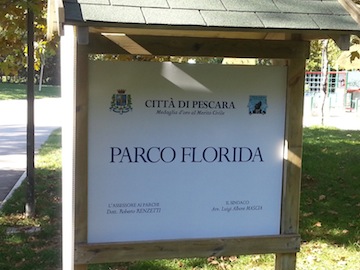 CITTÀ DI PESCARA
Medaglia d'oro al Merito Civile
PARCO FLORIDA
L'ASSESSORE AI PARCHI
Dott. Roberto RENZETTI
IL SINDACO
Avv. Luigi Albore MASCIA